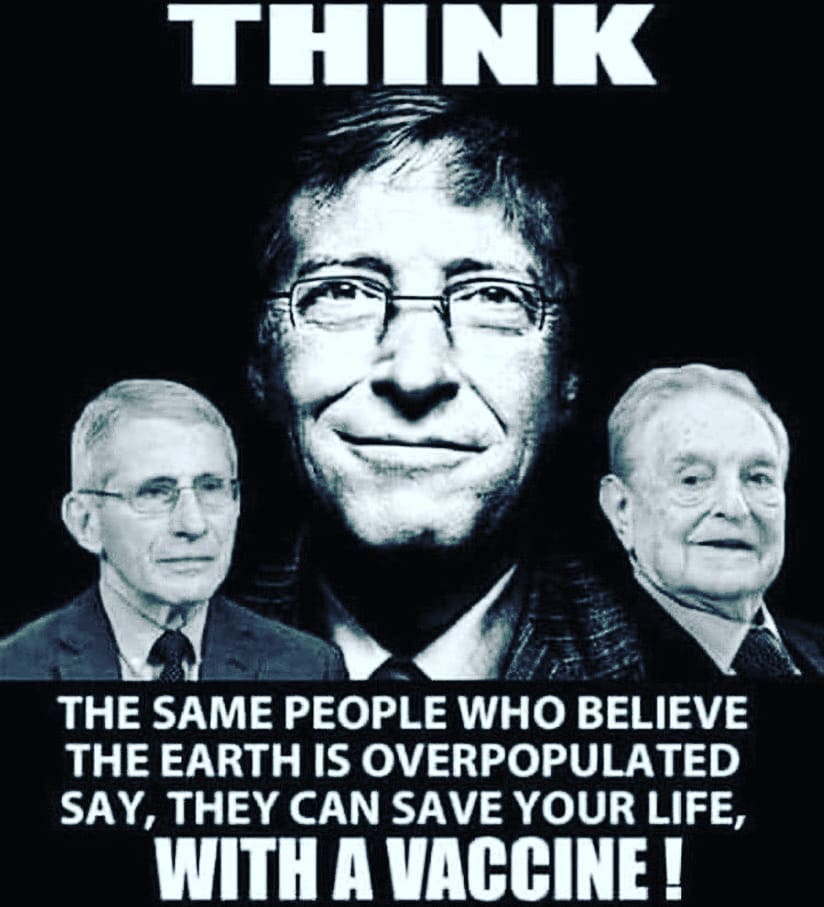 THINK
THE SAME PEOPLE WHO BELIEVE
THE EARTH IS OVERPOPULATED
SAY, THEY CAN SAVE YOUR LIFE,
WITH A VACCINE !